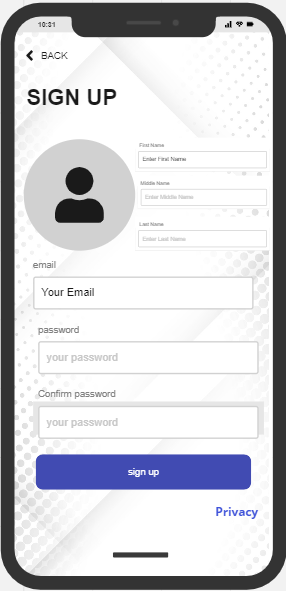 10:31
BACK
SIGN UP
First Name
Enter First Name
Middle Name
Enter Middle Name
Last Name
Enter Last Name
email
Your Email
password
your password
Confirm password
your password
sign up
Privacy